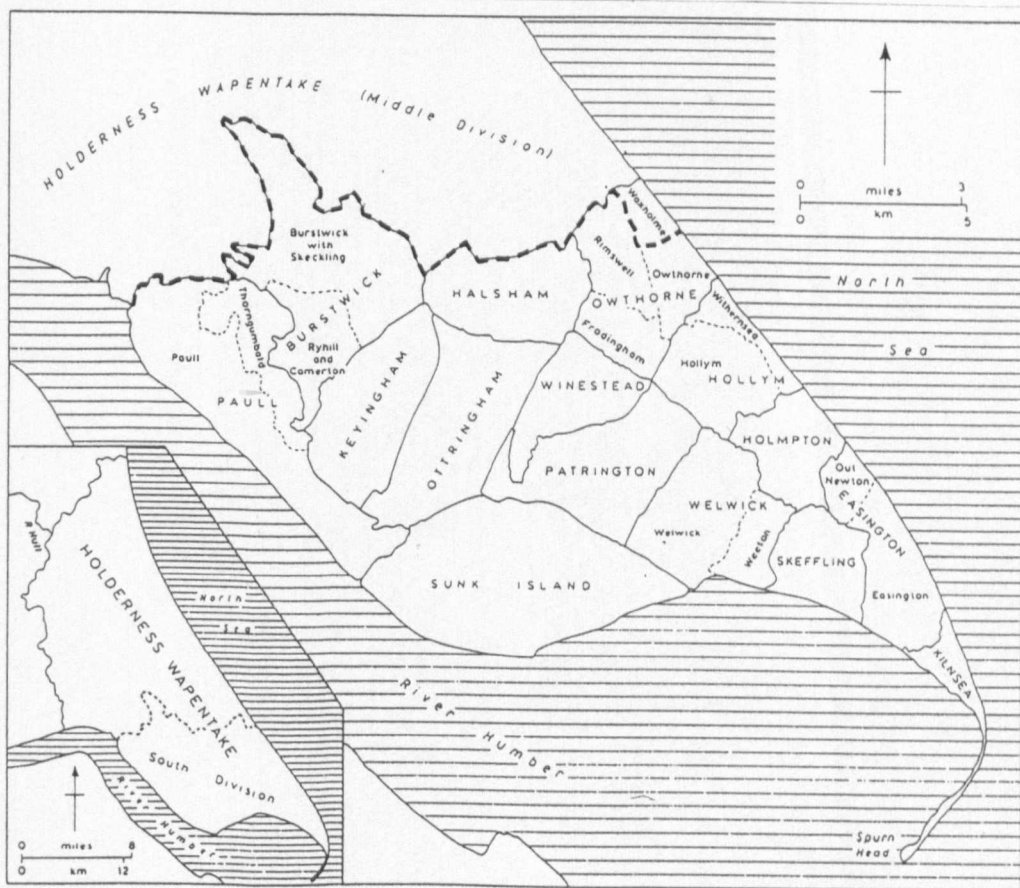 HOLDERNESS WAPENTAKE (Middle Division)
0 miles 3
0 km 5
North
Sea
Waxholme
Rimswell
Owthorne
OWTHORNE
Withernsea
Burstwick
with
Skeckling
BURSTWICK
HALSHAM
Frodingham
Thorngumbald
Ryhill
and
Camerton
Paull
PAULL
KEYINGHAM
OTTRINGHAM
WINESTEAD
Hollym
HOLLYM
HOLMPTON
PATRINGTON
Out
Newton
EASINGTON
WELWICK
Welwick
Weeton
SKEFFLING
Easington
SUNK ISLAND
KILNSEA
River Humber
Spurn
Head
R Hull
HOLDERNESS WAPENTAKE
North
Sea
South Division
River Humber
0 miles 8
0 km 12